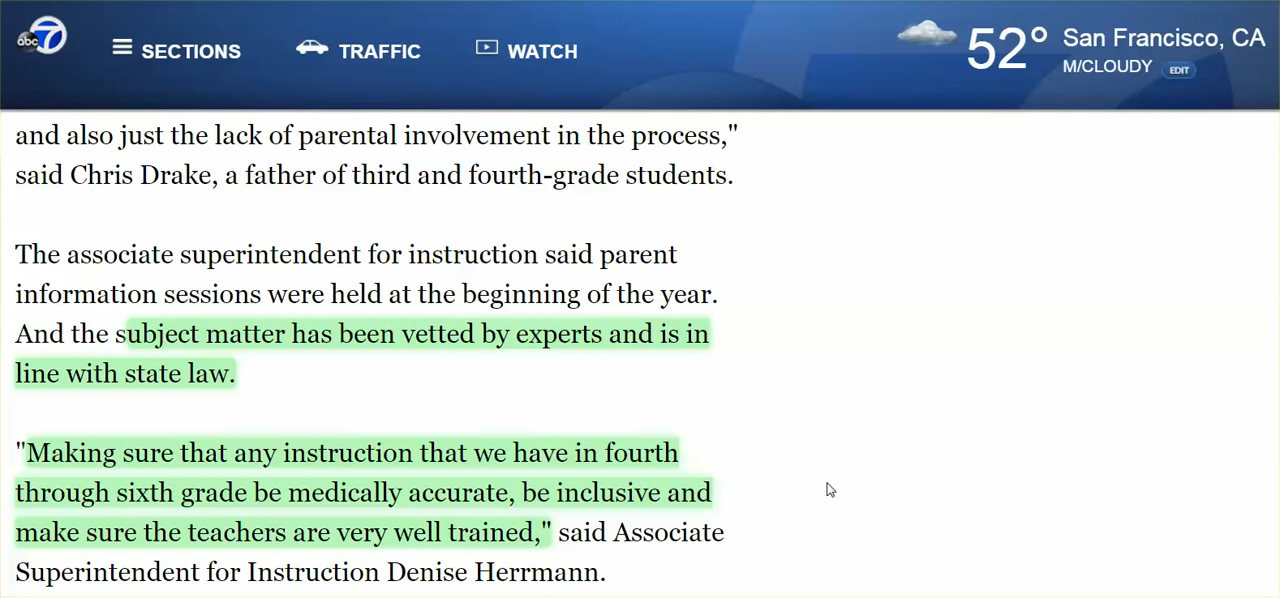 abc 7
SECTIONS
TRAFFIC
WATCH
52° San Francisco, CA
M/CLOUDY EDIT
and also just the lack of parental involvement in the process,"
said Chris Drake, a father of third and fourth-grade students.
The associate superintendent for instruction said parent
information sessions were held at the beginning of the year.
And the subject matter has been vetted by experts and is in
line with state law.
"Making sure that any instruction that we have in fourth
through sixth grade be medically accurate, be inclusive and
make sure the teachers are very well trained," said Associate
Superintendent for Instruction Denise Herrmann.